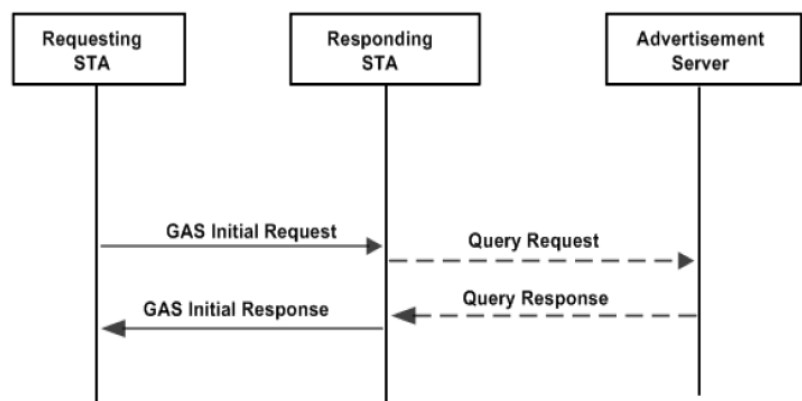 Requesting
STA
Responding
STA
Advertisement
Server
GAS Initial Request
Query Request
Query Response
GAS Initial Response